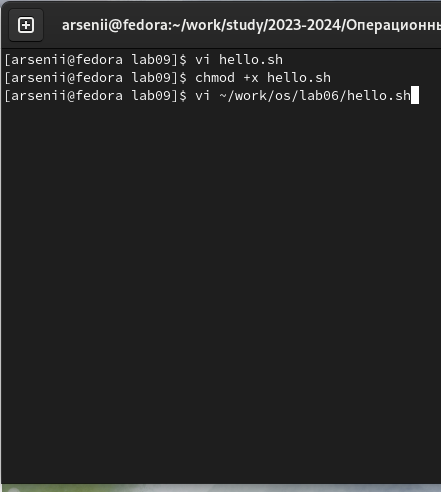 arsenii@fedora:~/work/study/2023-2024/Операционны
[arsenii@fedora lab09]$ vi hello.sh
[arsenii@fedora lab09]$ chmod +x hello.sh
[arsenii@fedora lab09]$ vi ~/work/os/lab06/hello.sh